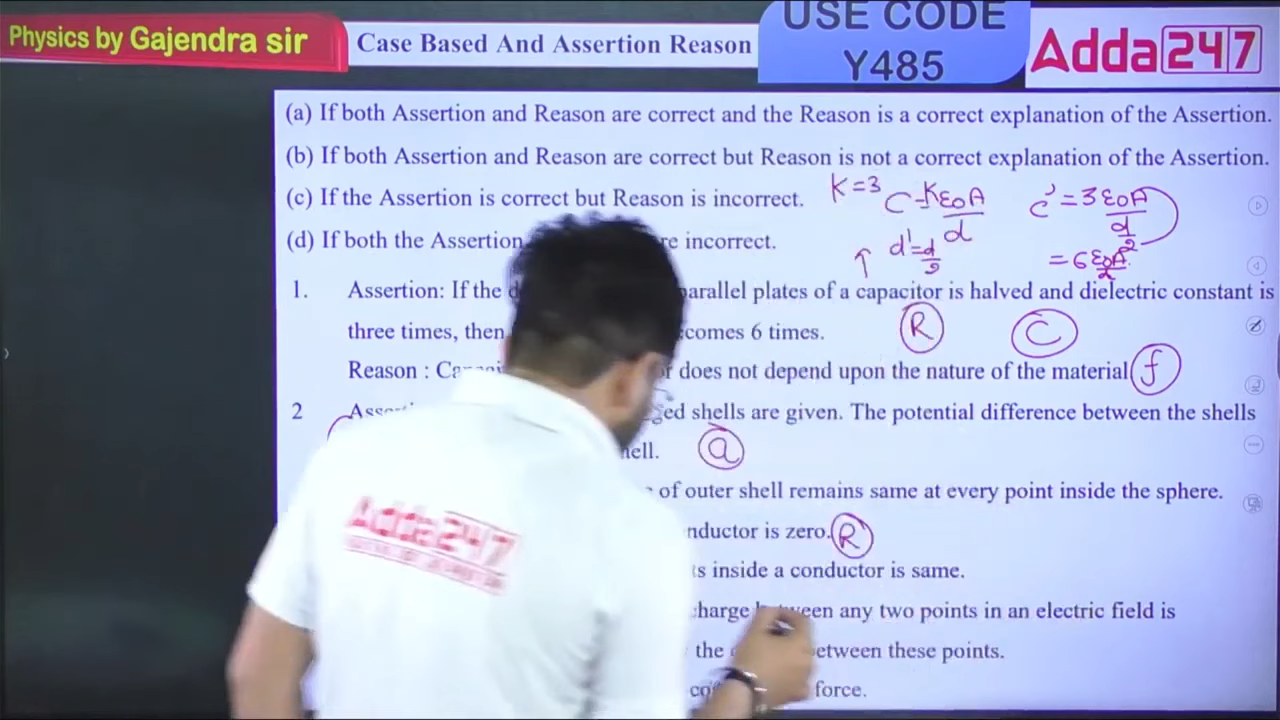 Physics by Gajendra sir
Case Based And Assertion Reason
USE CODE
Y485
Adda247
(a) If both Assertion and Reason are correct and the Reason is a correct explanation of the Assertion.
(b) If both Assertion and Reason are correct but Reason is not a correct explanation of the Assertion.
(c) If the Assertion is correct but Reason is incorrect.
K=3
C=Kε0A/d
C'=3ε0A/d/2
(d) If both the Assertion re incorrect.
d'=d/2
=6ε0A
1. Assertion: If the parallel plates of a capacitor is halved and dielectric constant is
three times, then comes 6 times.
R
C
Reason : does not depend upon the nature of the material
f
2 ed shells are given. The potential difference between the shells
ell.
a
of outer shell remains same at every point inside the sphere.
nductor is zero.
R
ts inside a conductor is same.
charge between any two points in an electric field is
the between these points.
force.
Adda247